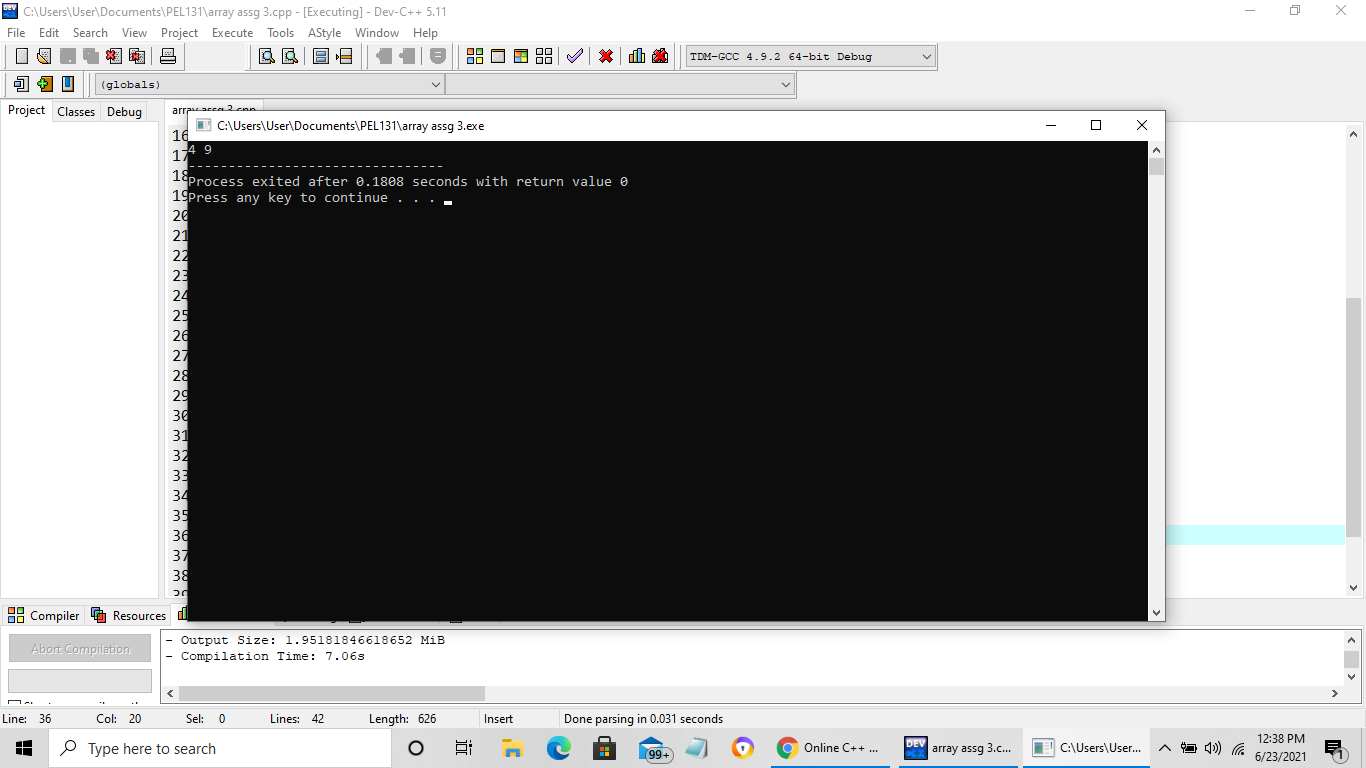 C:\Users\User\Documents\PEL131\array assg 3.cpp - [Executing] - Dev-C++ 5.11
File Edit Search View Project Execute Tools AStyle Window Help
TDM-GCC 4.9.2 64-bit Debug
(globals)
Project Classes Debug
array assg 3.cpp
C:\Users\User\Documents\PEL131\array assg 3.exe
16
17
18
19
20
21
22
23
24
25
26
27
28
29
30
31
32
33
34
35
36
37
38
39
4 9
--------------------------------
Process exited after 0.1808 seconds with return value 0
Press any key to continue . . .
Compiler Resources
Abort Compilation
- Output Size: 1.95181846618652 MiB
- Compilation Time: 7.06s
Line: 36 Col: 20 Sel: 0 Lines: 42 Length: 626 Insert Done parsing in 0.031 seconds
Type here to search
99+
Online C++ ...
DEV
array assg 3.c...
C:\Users\User...
12:38 PM
6/23/2021
1